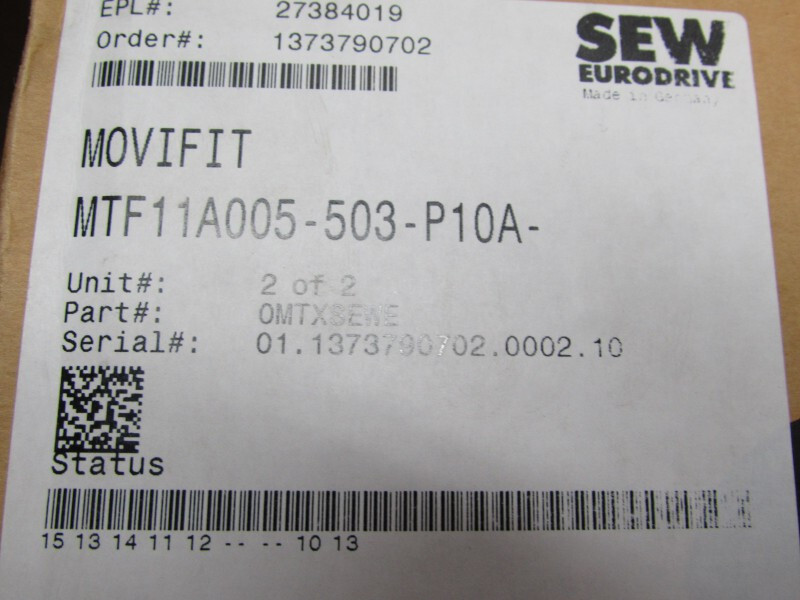 EPL#: 27384019
Order#: 1373790702
SEW
EURODRIVE
Made in Germany
MOVIFIT
MTF11A005-503-P10A-
Unit#: 2 of 2
Part#: OMTXSEWE
Serial#: 01.1373790702.0002.10
Status
15 13 14 11 12 -- -- 10 13